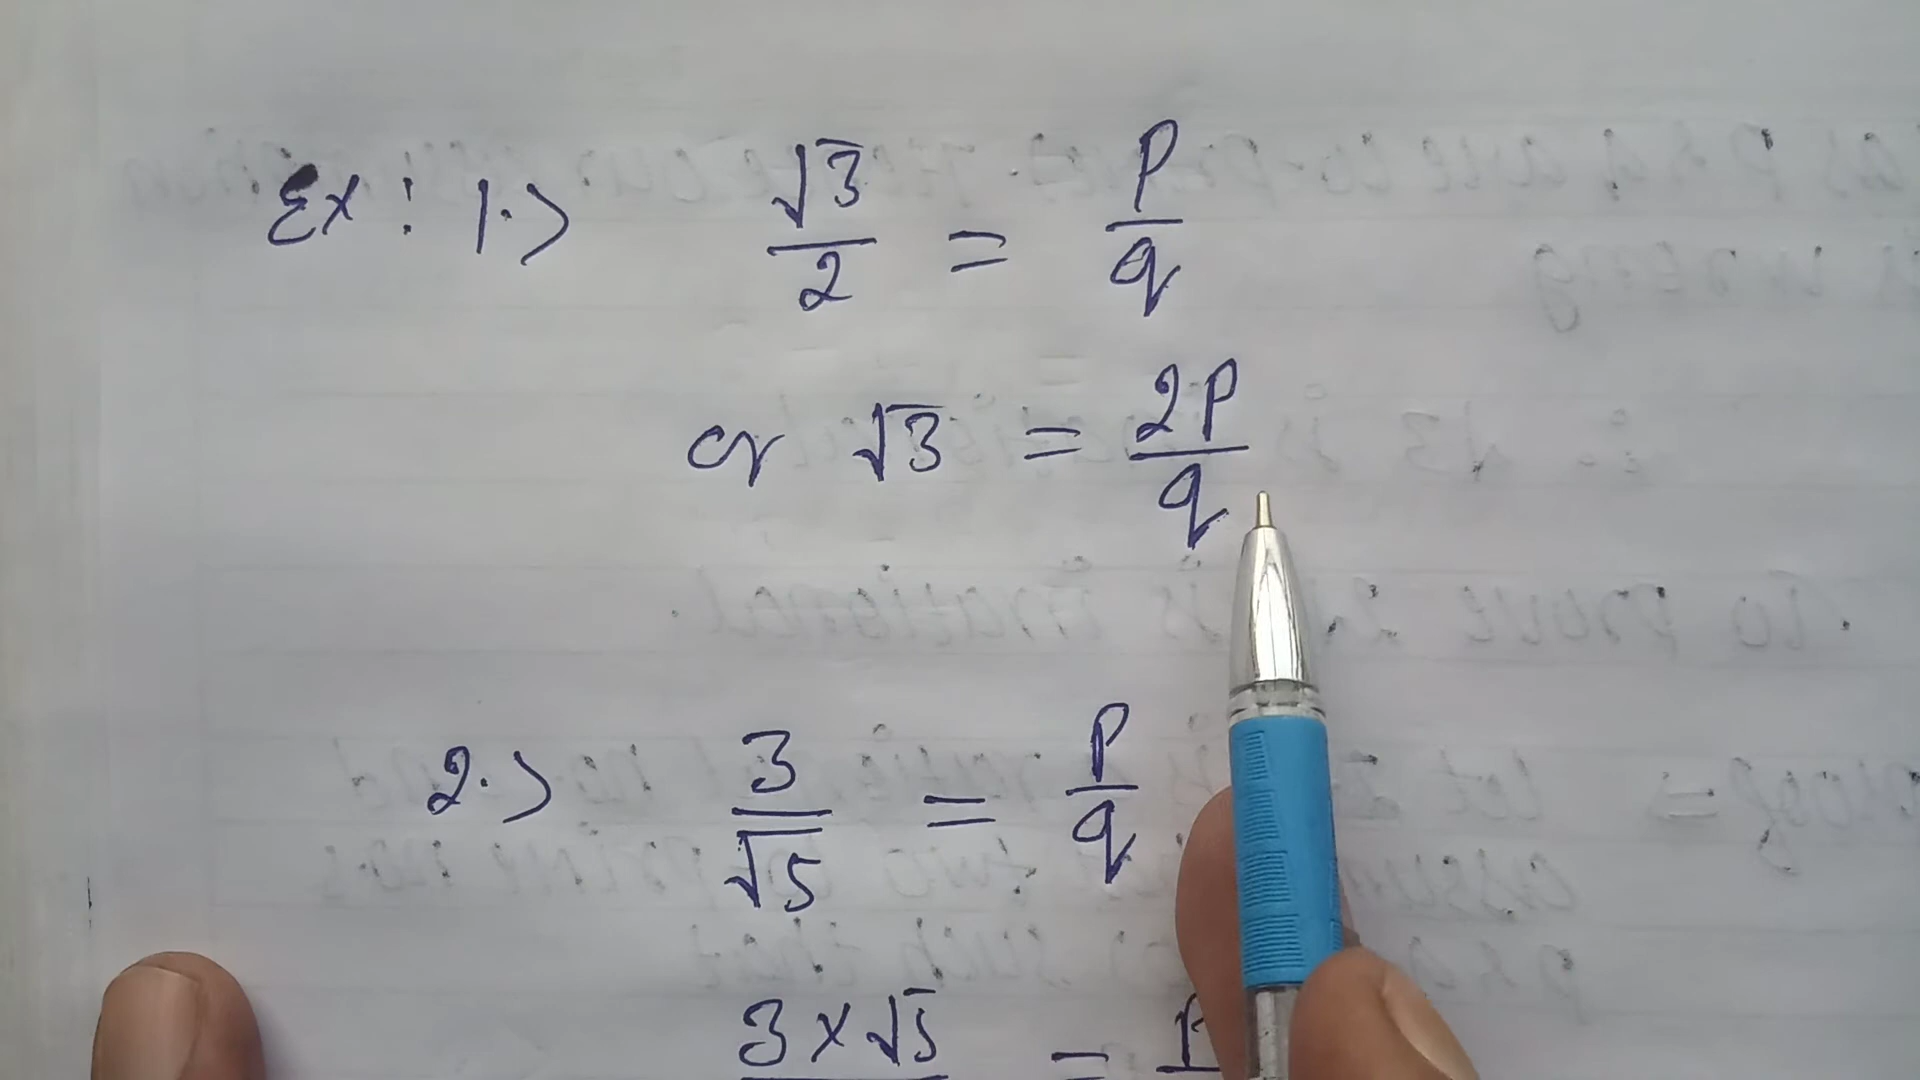 Ex : 1.> √3/2 = P/q
or √3 = 2P/q
2.> 3/√5 = P/q
3 x √5 = P